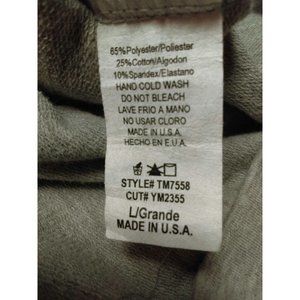 65%Polyester/Poliester
25%Cotton/Algodon
10%Spandex/Elastano
HAND COLD WASH
DO NOT BLEACH
LAVE FRIO A MANO
NO USAR CLORO
MADE IN U.S.A.
HECHO EN E.U.A.
STYLE# TM7558
CUT# YM2355
L/Grande
MADE IN U.S.A.